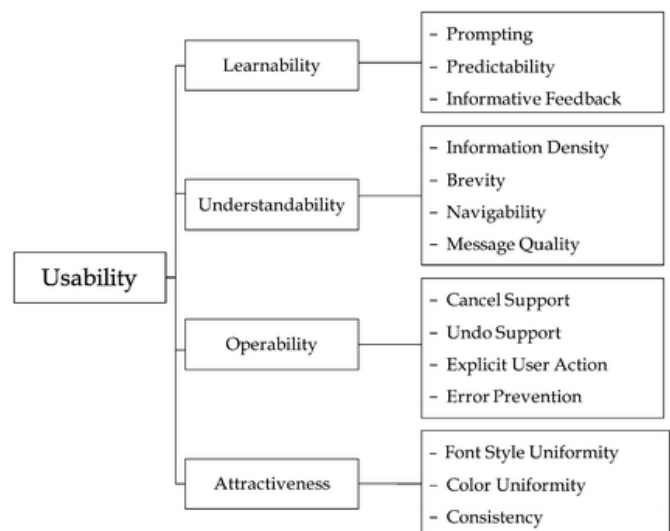 Usability
Learnability
– Prompting
– Predictability
– Informative Feedback
Understandability
– Information Density
– Brevity
– Navigability
– Message Quality
Operability
– Cancel Support
– Undo Support
– Explicit User Action
– Error Prevention
Attractiveness
– Font Style Uniformity
– Color Uniformity
– Consistency